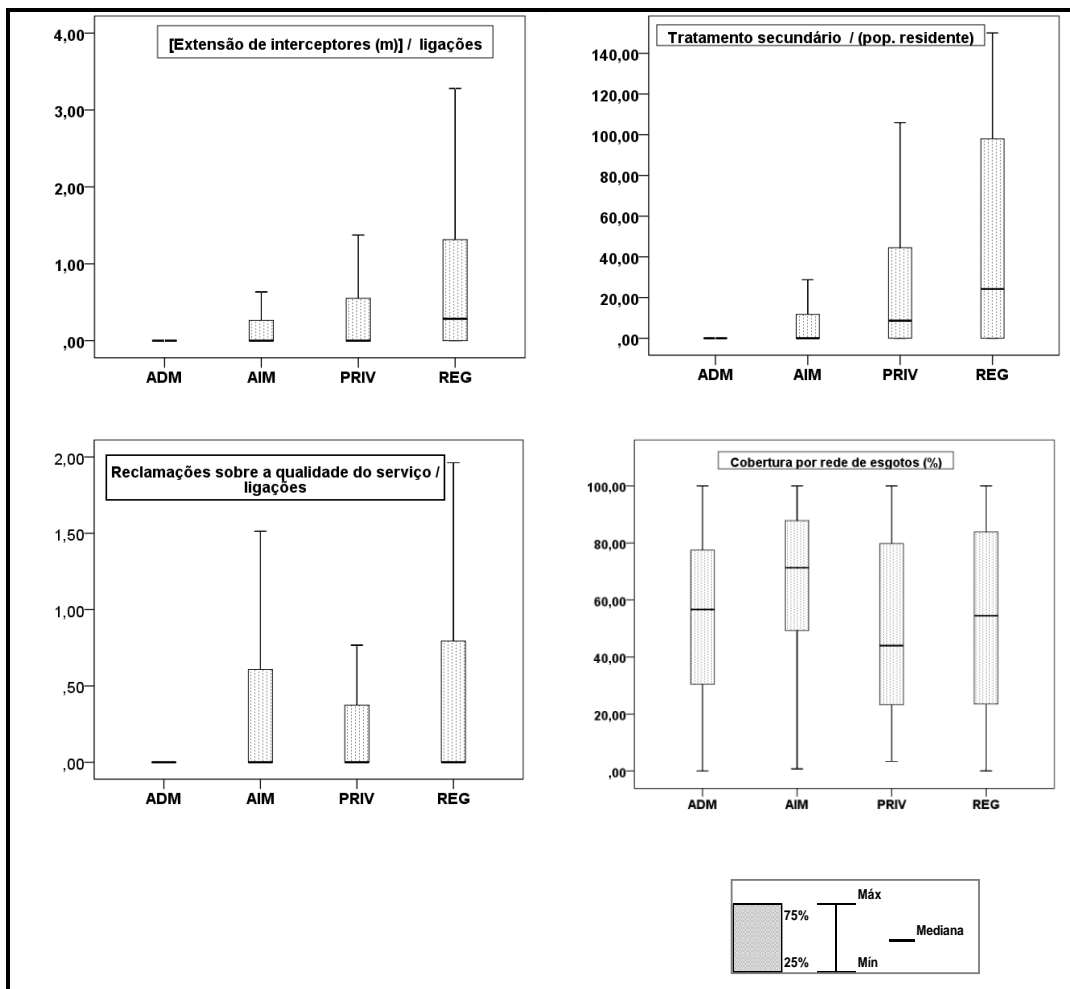 [Extensão de interceptores (m)] / ligações
4,00
3,00
2,00
1,00
,00
ADM AIM PRIV REG
Tratamento secundário / (pop. residente)
140,00
120,00
100,00
80,00
60,00
40,00
20,00
,00
ADM AIM PRIV REG
Reclamações sobre a qualidade do serviço /
ligações
2,00
1,50
1,00
,50
,00
ADM AIM PRIV REG
Cobertura por rede de esgotos (%)
100,00
80,00
60,00
40,00
20,00
,00
ADM AIM PRIV REG
Máx
75%
Mediana
25%
Mín